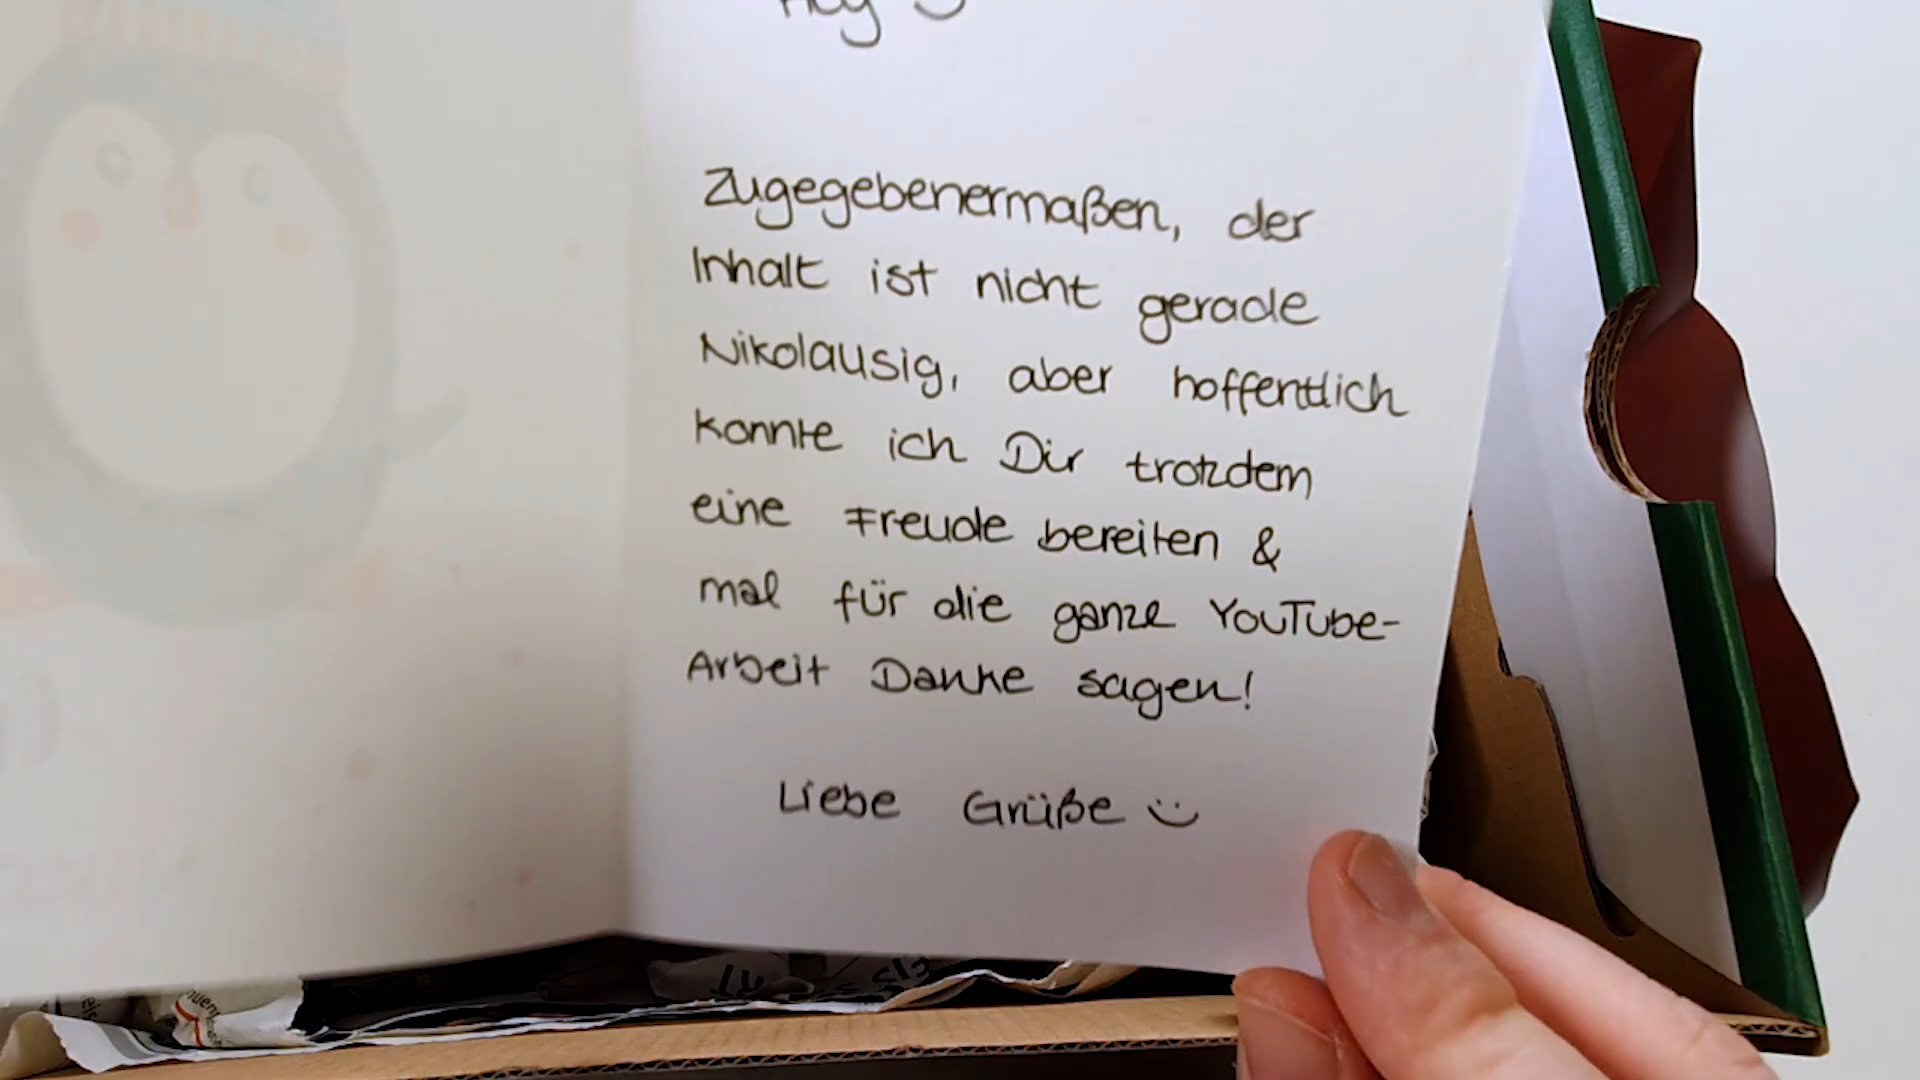 Hey
Zugegebenermaßen, der
Inhalt ist nicht gerade
Nikolausig, aber hoffentlich
konnte ich Dir trotzdem
eine Freude bereiten &
mal für die ganze YouTube-
Arbeit Danke sagen!
Liebe Grüße :)